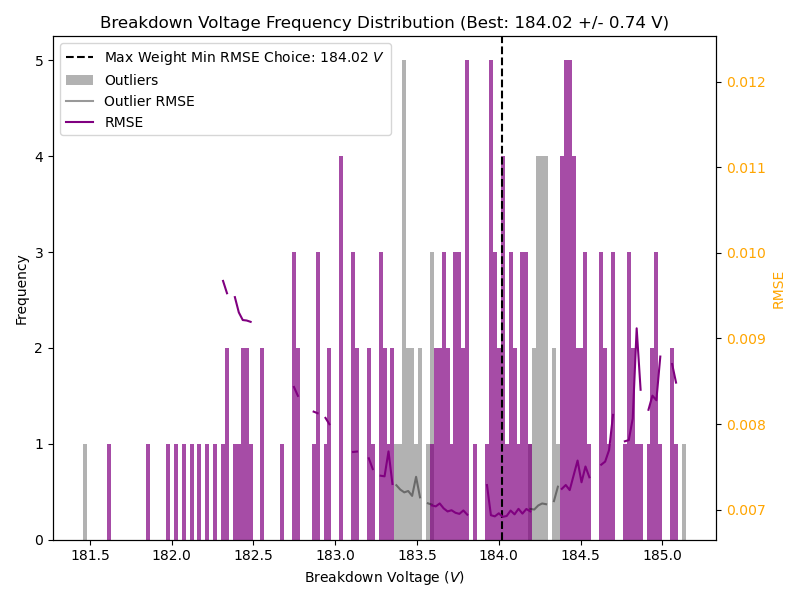 Breakdown Voltage Frequency Distribution (Best: 184.02 +/- 0.74 V)
Max Weight Min RMSE Choice: 184.02 V
Outliers
Outlier RMSE
RMSE
Frequency
5
4
3
2
1
0
0.012
0.011
0.010
0.009
0.008
0.007
RMSE
181.5 182.0 182.5 183.0 183.5 184.0 184.5 185.0
Breakdown Voltage (V)